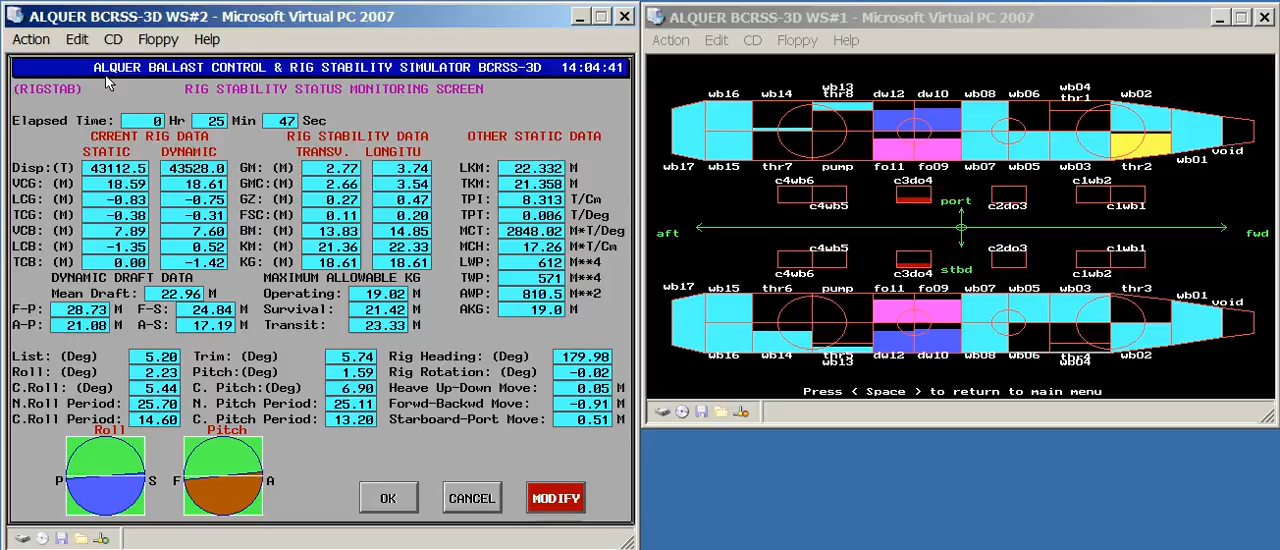 ALQUER BCRSS-3D WS#2 - Microsoft Virtual PC 2007
Action Edit CD Floppy Help
ALQUER BALLAST CONTROL & RIG STABILITY SIMULATOR BCRSS-3D 14:04:41
(RIGSTAB) RIG STABILITY STATUS MONITORING SCREEN
Elapsed Time: 0 Hr 25 Min 47 Sec
CRRENT RIG DATA RIG STABILITY DATA OTHER STATIC DATA
STATIC DYNAMIC TRANSV. LONGITU
Disp:(T) 43112.5 43528.0 GM: (M) 2.77 3.74 LKM: 22.332 M
VCG: (M) 18.59 18.61 GMC:(M) 2.66 3.54 TKM: 21.358 M
LCG: (M) -0.83 -0.75 GZ: (M) 0.27 0.47 TPI: 8.313 T/Cm
TCG: (M) -0.38 -0.31 FSC:(M) 0.11 0.20 TPT: 0.006 T/Deg
VCB: (M) 7.89 7.60 BM: (M) 13.83 14.85 MCT: 2848.02 M*T/Deg
LCB: (M) -1.35 0.52 KM: (M) 21.36 22.33 MCH: 17.26 M*T/Cm
TCB: (M) 0.00 -1.42 KG: (M) 18.61 18.61 LWP: 612 M**4
DYNAMIC DRAFT DATA MAXIMUM ALLOWABLE KG TWP: 571 M**4
Mean Draft: 22.96 M Operating: 19.02 M AWP: 810.5 M**2
F-P: 28.73 M F-S: 24.84 M Survival: 21.42 M AKG: 19.0 M
A-P: 21.08 M A-S: 17.19 M Transit: 23.33 M
List: (Deg) 5.20 Trim: (Deg) 5.74 Rig Heading: (Deg) 179.98
Roll: (Deg) 2.23 Pitch:(Deg) 1.59 Rig Rotation: (Deg) -0.02
C.Roll: (Deg) 5.44 C. Pitch:(Deg) 6.90 Heave Up-Down Move: 0.05 M
N.Roll Period: 25.70 N. Pitch Period: 25.11 Forwd-Backwd Move: -0.91 M
C.Roll Period: 14.60 C. Pitch Period: 13.20 Starboard-Port Move: 0.51 M
Roll Pitch
P S F A
OK CANCEL MODIFY
ALQUER BCRSS-3D WS#1 - Microsoft Virtual PC 2007
Action Edit CD Floppy Help
wb13 wb04
wb16 wb14 thr8 dw12 dw10 wb08 wb06 thr1 wb02
void
wb17 wb15 thr7 pump fo11 fo09 wb07 wb05 wb03 thr2 wb01
c4wb6 c3do4 c1wb2
c4wb5 port c2do3 c1wb1
aft fwd
c4wb5 c2do3 c1wb1
c4wb6 c3do4 stbd c1wb2
wb17 wb15 thr6 pump fo11 fo09 wb07 wb05 wb03 thr3 wb01
void
wb16 wb14 thr5 dw12 dw10 wb08 wb06 thr4 wb02
wb13 wb04
Press < Space > to return to main menu